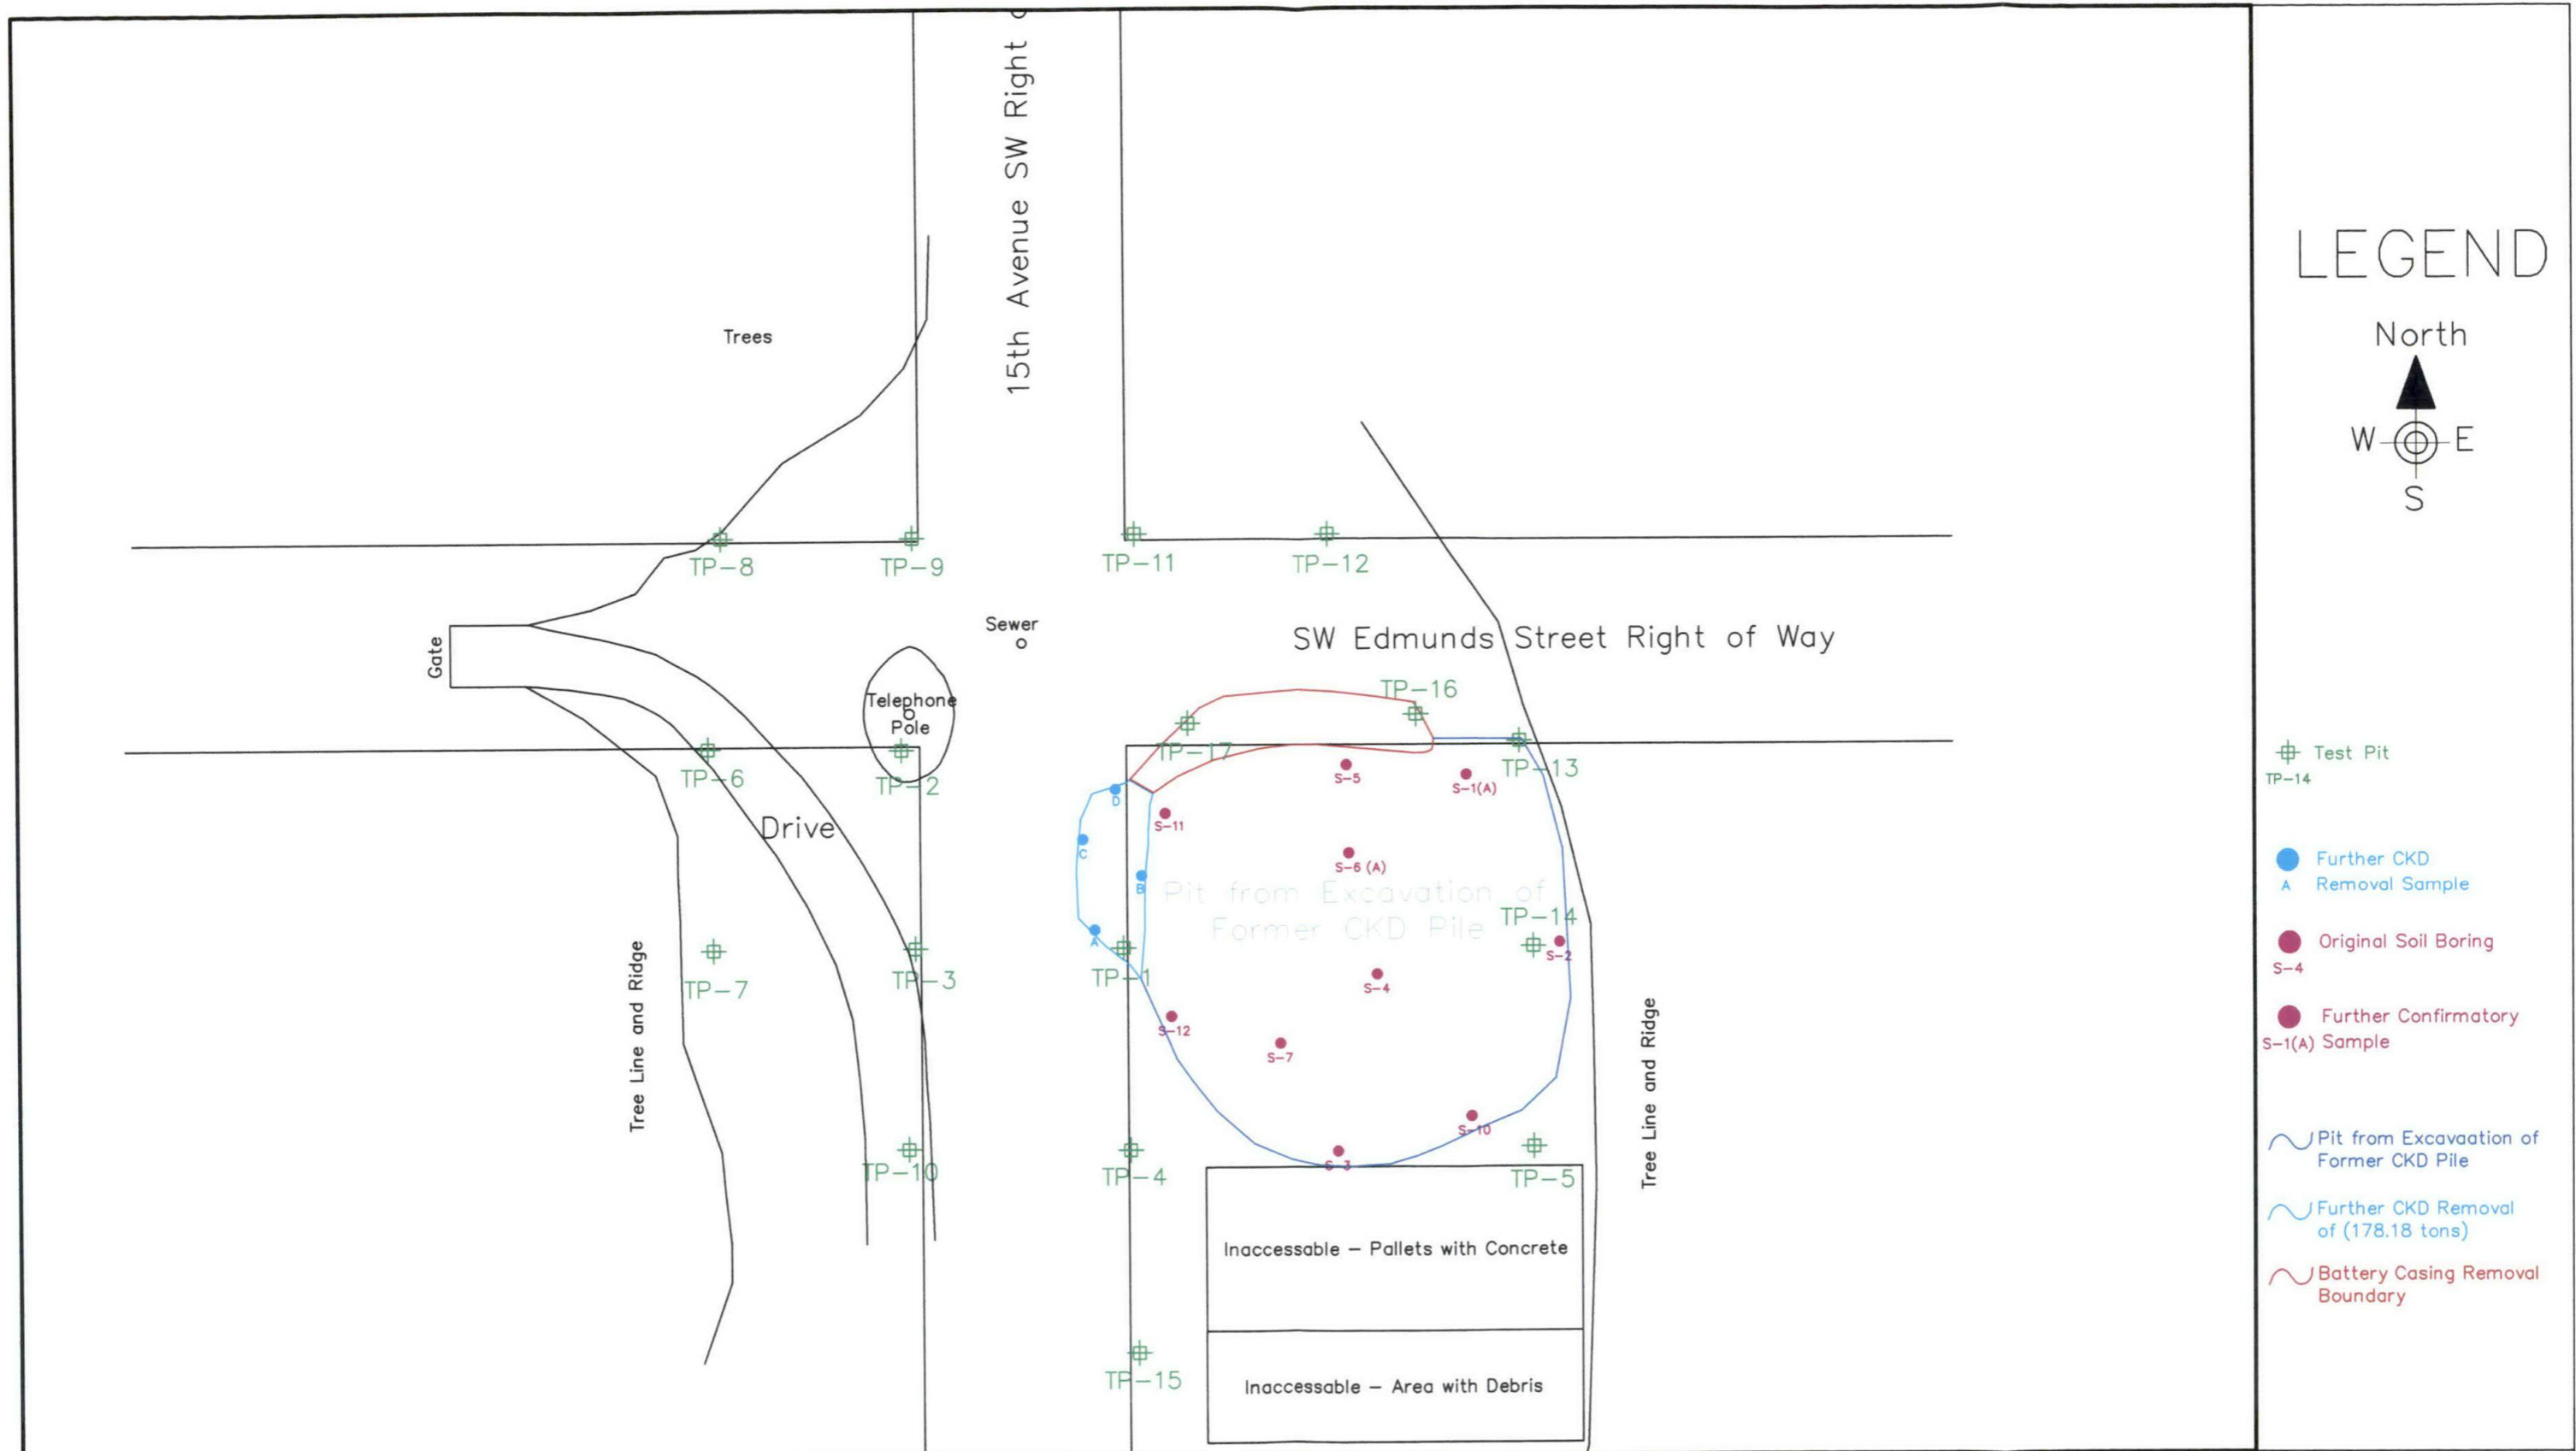 15th Avenue SW Right
Trees
TP-8
TP-9
TP-11
TP-12
Gate
Sewer
SW Edmunds Street Right of Way
Telephone
Pole
TP-16
TP-17
TP-13
TP-6
TP-2
S-5
S-1(A)
D
Drive
S-11
C
S-6 (A)
B
Pit from Excavation of
Former CKD Pile
TP-14
A
S-2
TP-1
TP-7
TP-3
S-4
Tree Line and Ridge
S-12
S-7
Tree Line and Ridge
S-10
S-3
TP-10
TP-4
TP-5
Inaccessable - Pallets with Concrete
TP-15
Inaccessable - Area with Debris
LEGEND
North
W
E
S
Test Pit
TP-14
Further CKD
A Removal Sample
Original Soil Boring
S-4
Further Confirmatory
S-1(A) Sample
Pit from Excavaation of
Former CKD Pile
Further CKD Removal
of (178.18 tons)
Battery Casing Removal
Boundary